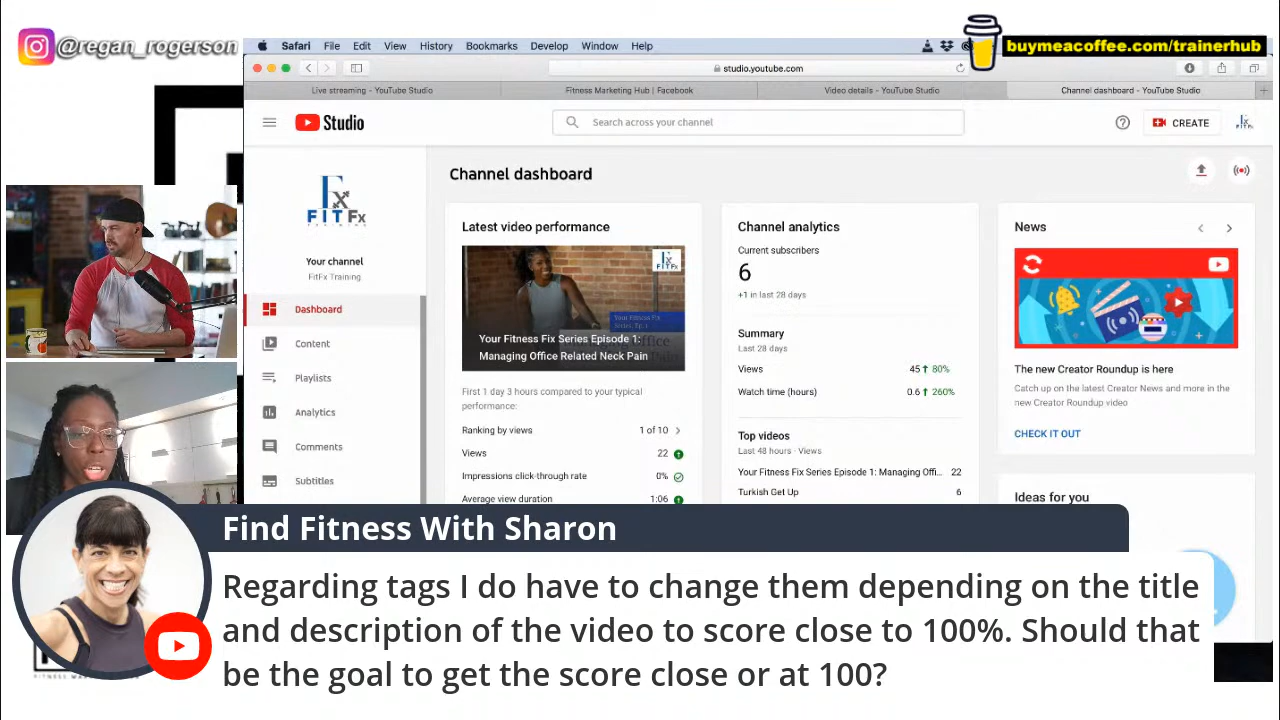 @regan_rogerson
buymeacoffee.com/trainerhub
Safari File Edit View History Bookmarks Develop Window Help
studio.youtube.com
Live streaming - YouTube Studio
Fitness Marketing Hub | Facebook
Video details - YouTube Studio
Channel dashboard - YouTube Studio
Studio
Search across your channel
CREATE
FITFx
TRAINING
Your channel
FitFx Training
Dashboard
Content
Playlists
Analytics
Comments
Subtitles
Channel dashboard
Latest video performance
Your Fitness Fix
Series, Ep. 1
Your Fitness Fix Series Episode 1:
Managing Office Related Neck Pain
First 1 day 3 hours compared to your typical
performance:
Ranking by views 1 of 10
Views 22
Impressions click-through rate 0%
Average view duration 1:06
Channel analytics
Current subscribers
6
+1 in last 28 days
Summary
Last 28 days
Views 45 80%
Watch time (hours) 0.6 260%
Top videos
Last 48 hours · Views
Your Fitness Fix Series Episode 1: Managing Offi... 22
Turkish Get Up 6
News
The new Creator Roundup is here
Catch up on the latest Creator News and more in the
new Creator Roundup video
CHECK IT OUT
Ideas for you
Find Fitness With Sharon
Regarding tags I do have to change them depending on the title
and description of the video to score close to 100%. Should that
be the goal to get the score close or at 100?